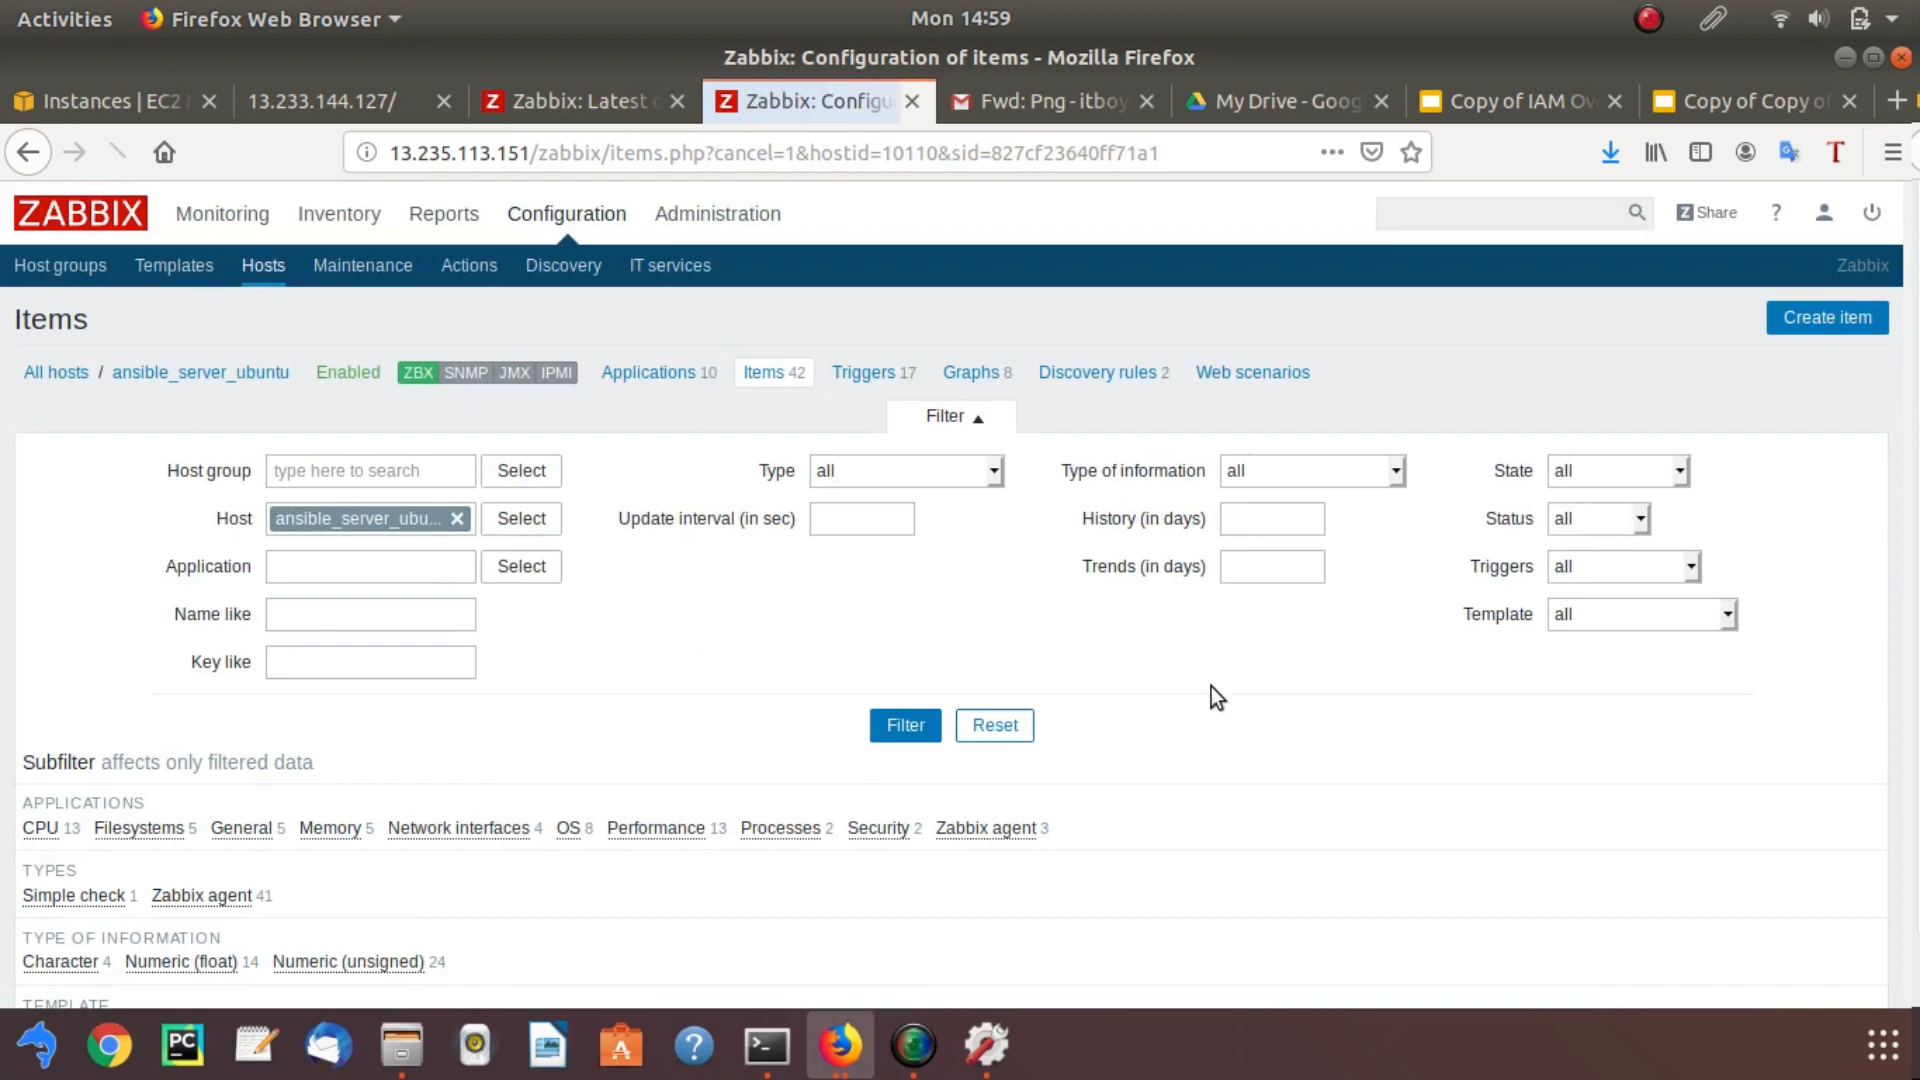 Activities Firefox Web Browser Mon 14:59
Zabbix: Configuration of items - Mozilla Firefox
Instances | EC2 13.233.144.127/ Zabbix: Latest Zabbix: Configu Fwd: Png - itboy My Drive - Goog Copy of IAM Ov Copy of Copy of
13.235.113.151/zabbix/items.php?cancel=1&hostid=10110&sid=827cf23640ff71a1
ZABBIX Monitoring Inventory Reports Configuration Administration Z Share ?
Host groups Templates Hosts Maintenance Actions Discovery IT services Zabbix
Items Create item
All hosts / ansible_server_ubuntu Enabled ZBX SNMP JMX IPMI Applications 10 Items 42 Triggers 17 Graphs 8 Discovery rules 2 Web scenarios
Filter ▲
Host group type here to search Select Type all Type of information all State all
Host ansible_server_ubu... Select Update interval (in sec) History (in days) Status all
Application Select Trends (in days) Triggers all
Name like Template all
Key like
Filter Reset
Subfilter affects only filtered data
APPLICATIONS
CPU 13 Filesystems 5 General 5 Memory 5 Network interfaces 4 OS 8 Performance 13 Processes 2 Security 2 Zabbix agent 3
TYPES
Simple check 1 Zabbix agent 41
TYPE OF INFORMATION
Character 4 Numeric (float) 14 Numeric (unsigned) 24
TEMPLATE